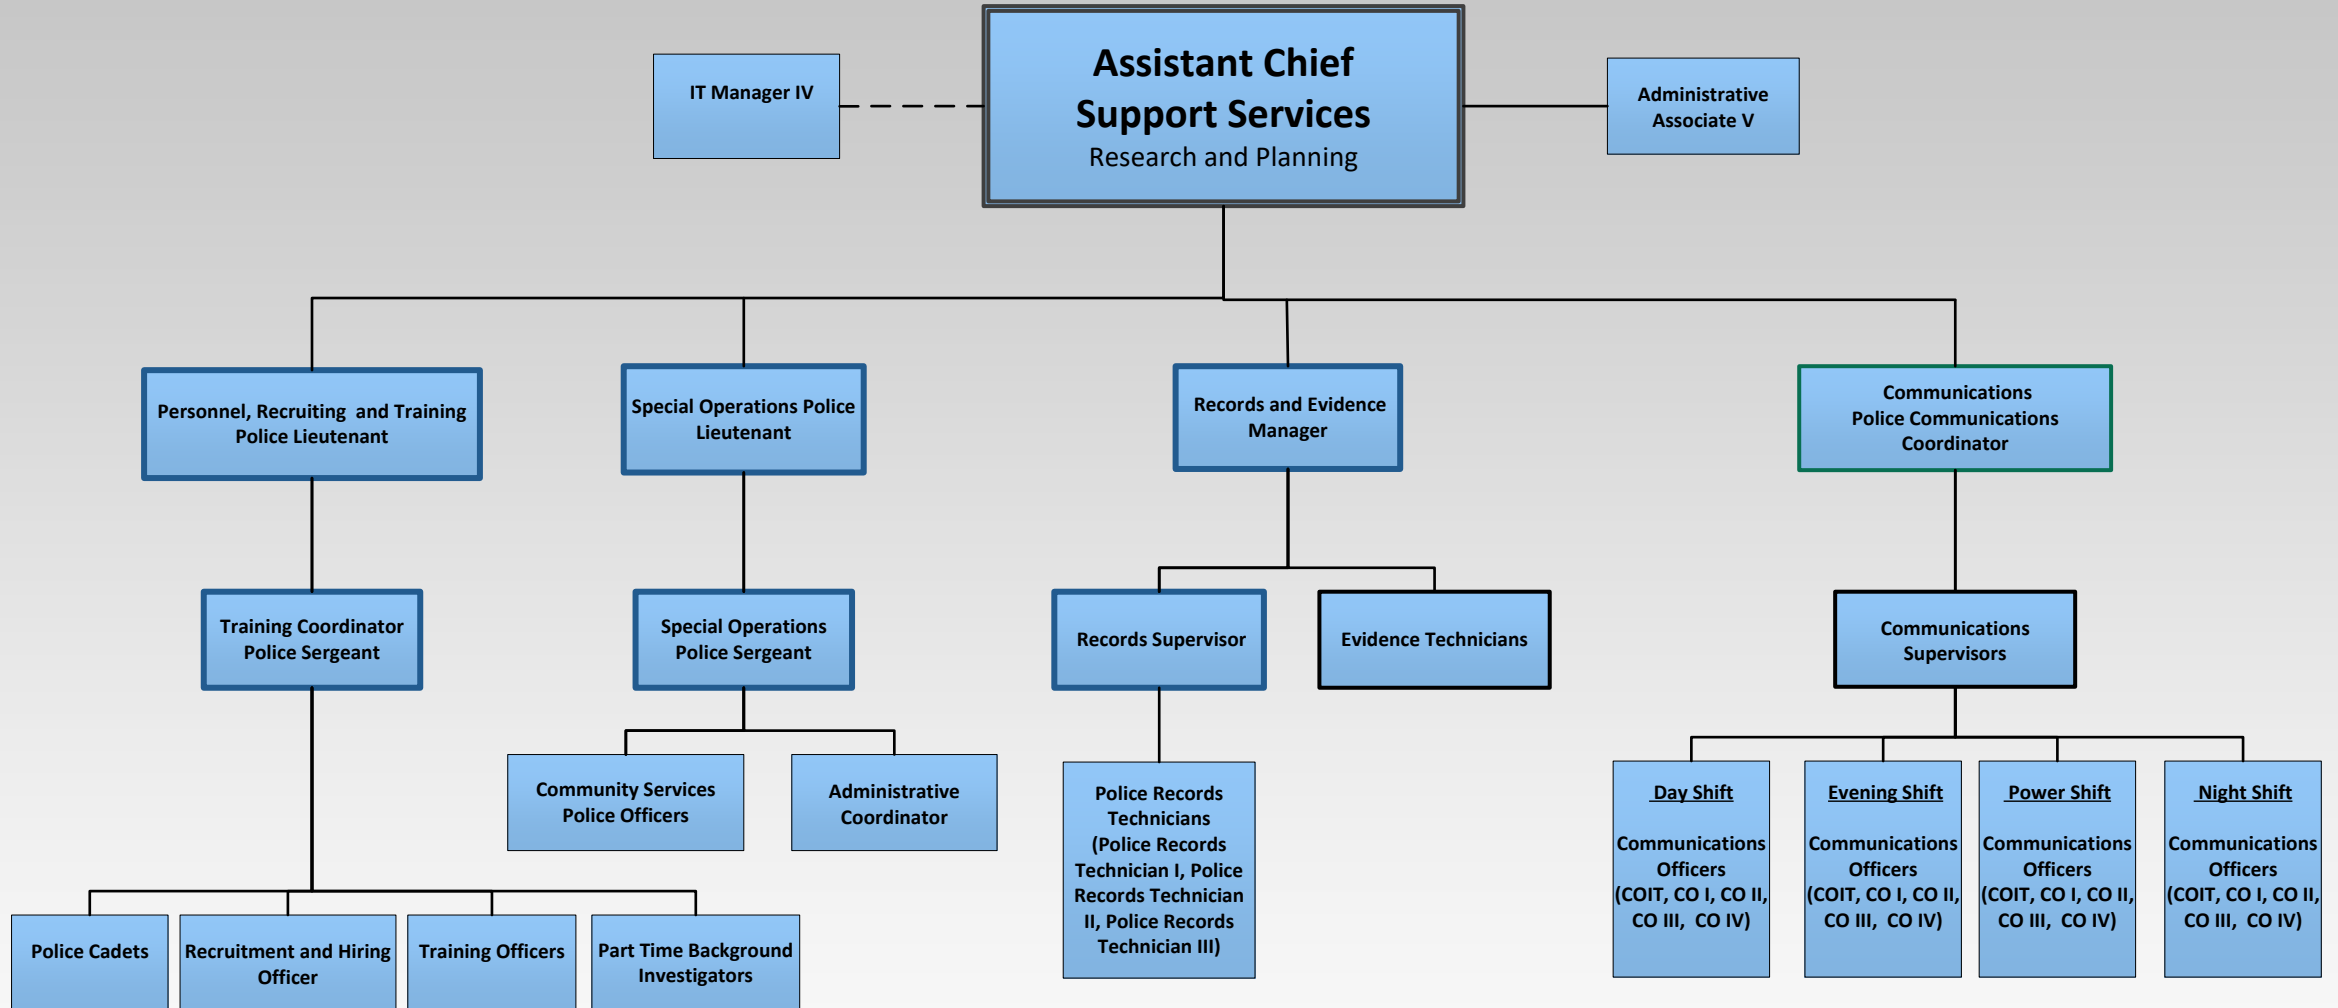 Assistant Chief
Support Services
Research and Planning
IT Manager IV
Administrative
Associate V
Personnel, Recruiting and Training
Police Lieutenant
Special Operations Police
Lieutenant
Records and Evidence
Manager
Communications
Police Communications
Coordinator
Training Coordinator
Police Sergeant
Special Operations
Police Sergeant
Records Supervisor
Evidence Technicians
Communications
Supervisors
Community Services
Police Officers
Administrative
Coordinator
Police Records
Technicians
(Police Records
Technician I, Police
Records Technician
II, Police Records
Technician III)
Day Shift
Communications
Officers
(COIT, CO I, CO II,
CO III, CO IV)
Evening Shift
Communications
Officers
(COIT, CO I, CO II,
CO III, CO IV)
Power Shift
Communications
Officers
(COIT, CO I, CO II,
CO III, CO IV)
Night Shift
Communications
Officers
(COIT, CO I, CO II,
CO III, CO IV)
Police Cadets
Recruitment and Hiring
Officer
Training Officers
Part Time Background
Investigators